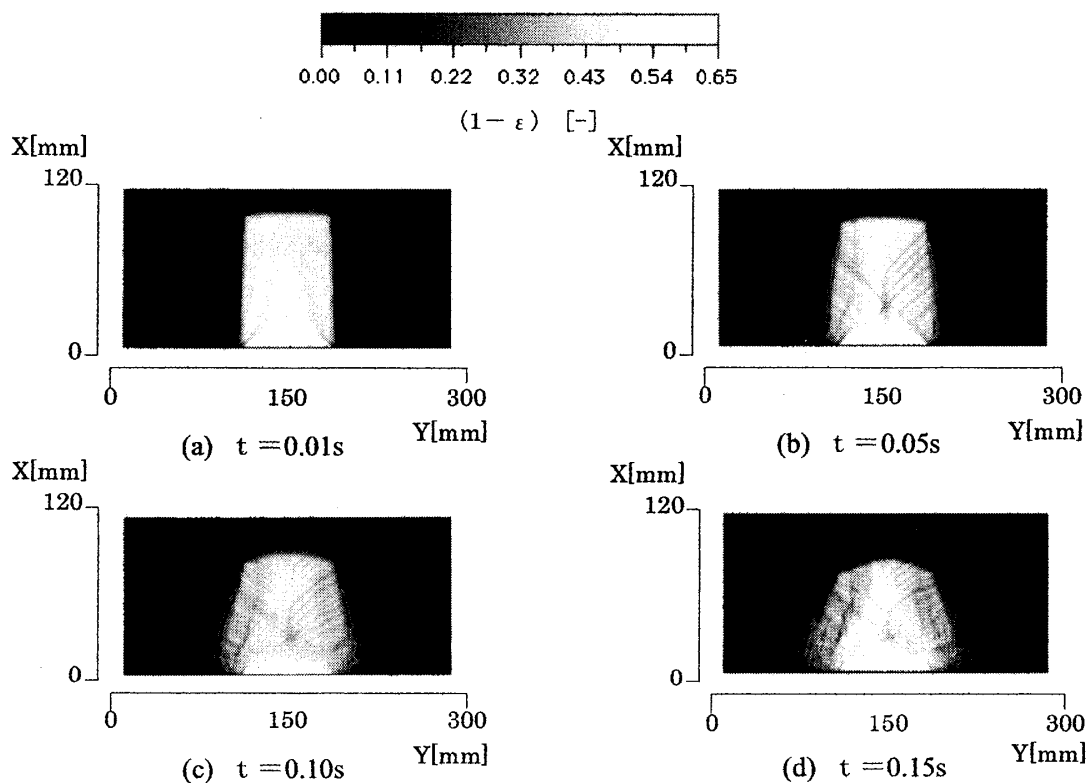 0.00 0.11 0.22 0.32 0.43 0.54 0.65
(1－ε) [-]
X[mm]
120
0
0 150 300
Y[mm]
(a) t＝0.01s
X[mm]
120
0
0 150 300
Y[mm]
(b) t＝0.05s
X[mm]
120
0
0 150 300
Y[mm]
(c) t＝0.10s
X[mm]
120
0
0 150 300
Y[mm]
(d) t＝0.15s